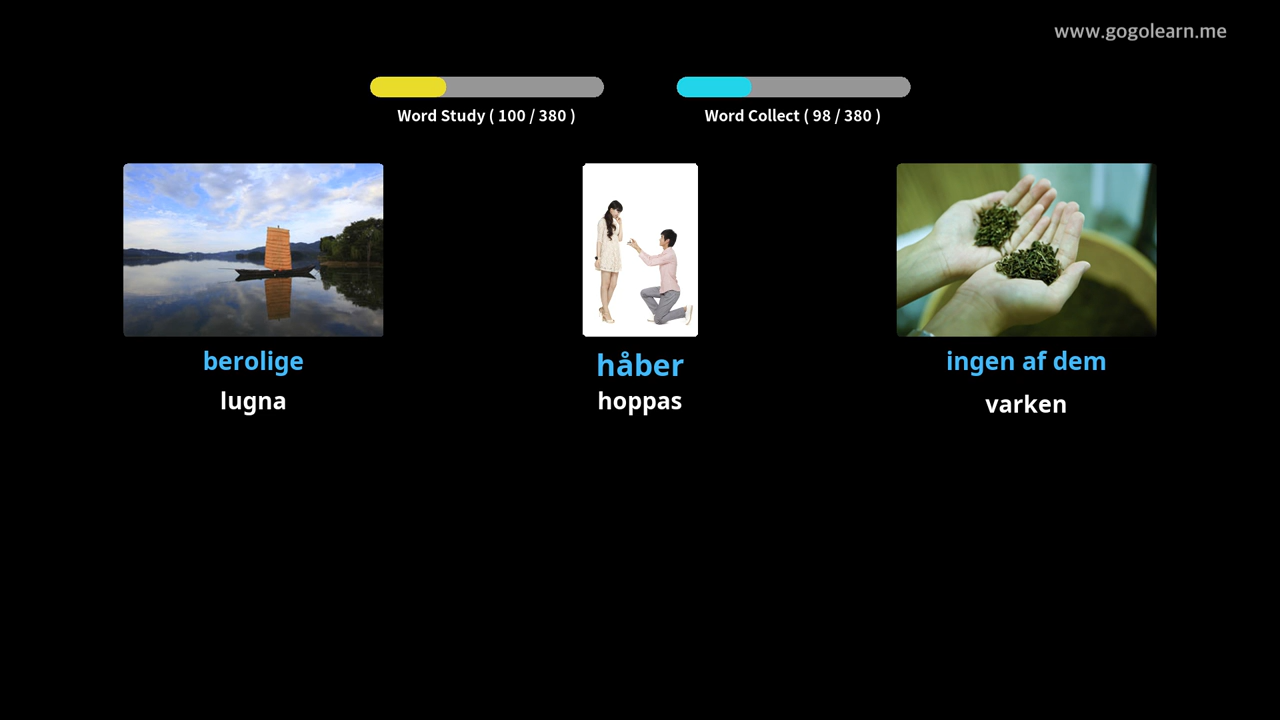 www.gogolearn.me
Word Study ( 100 / 380 )
Word Collect ( 98 / 380 )
berolige
lugna
håber
hoppas
ingen af dem
varken